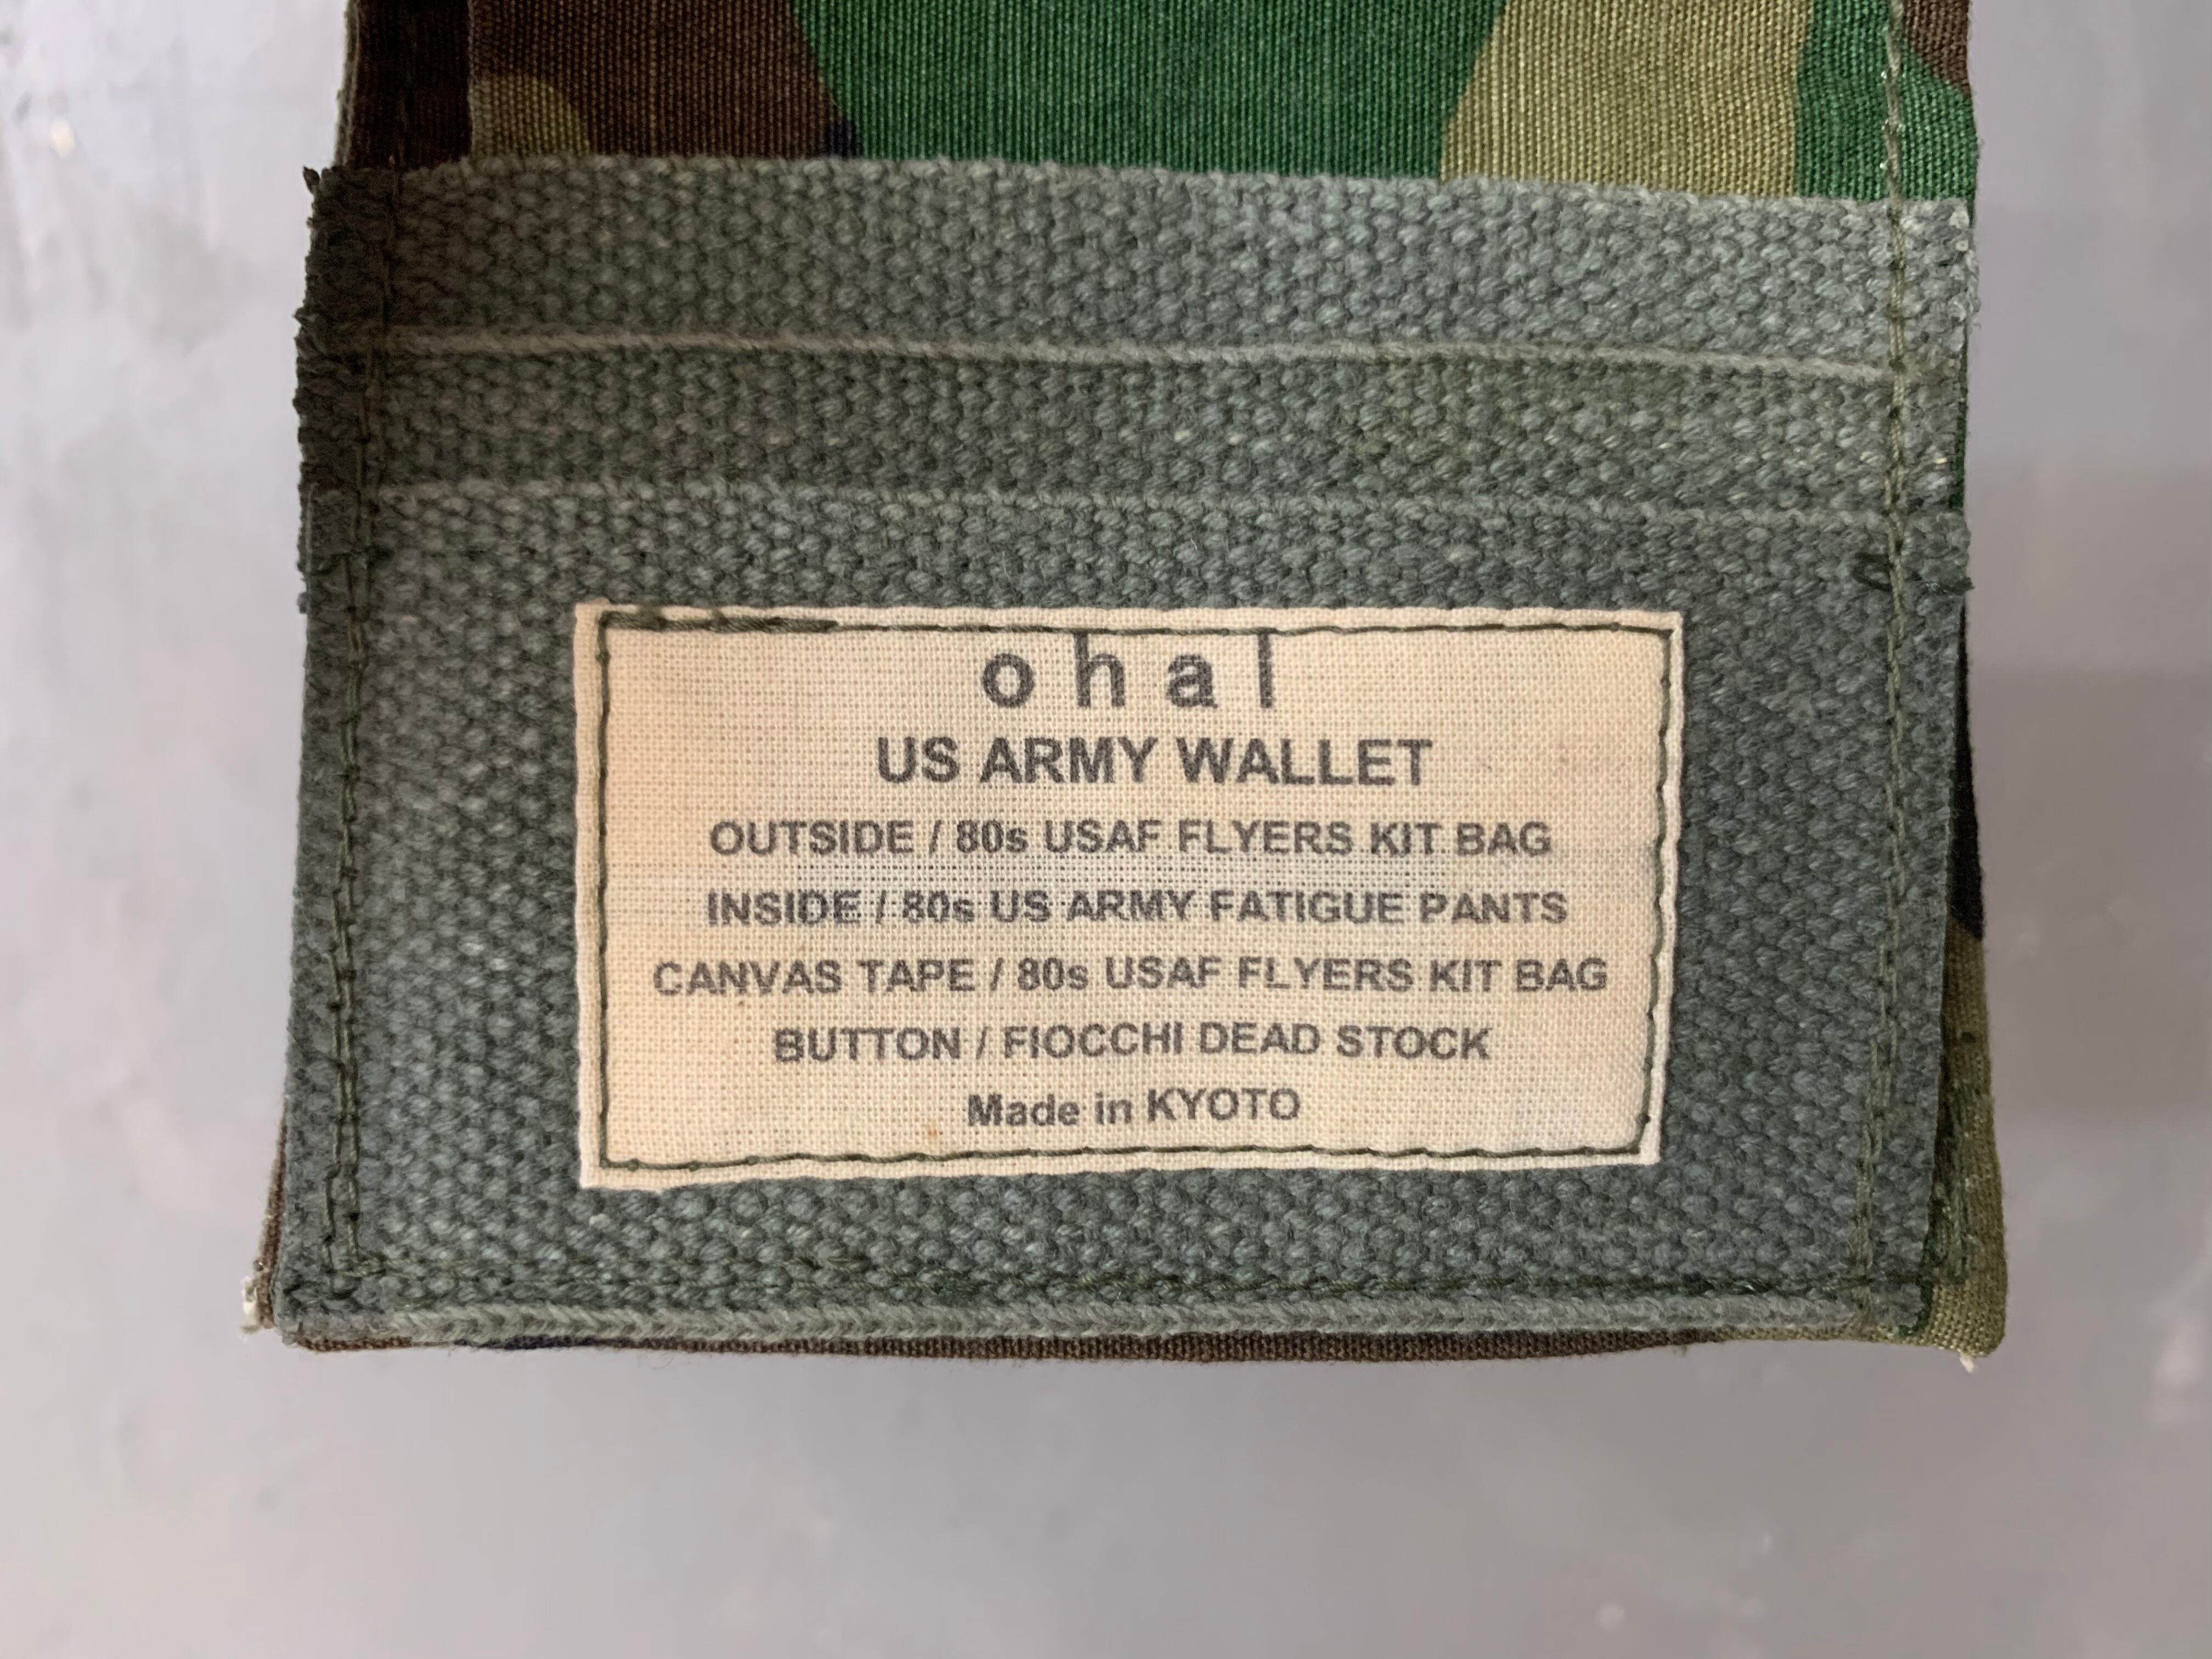 ohal
US ARMY WALLET
OUTSIDE / 80s USAF FLYERS KIT BAG
INSIDE / 80s US ARMY FATIGUE PANTS
CANVAS TAPE / 80s USAF FLYERS KIT BAG
BUTTON / FIOCCHI DEAD STOCK
Made in KYOTO